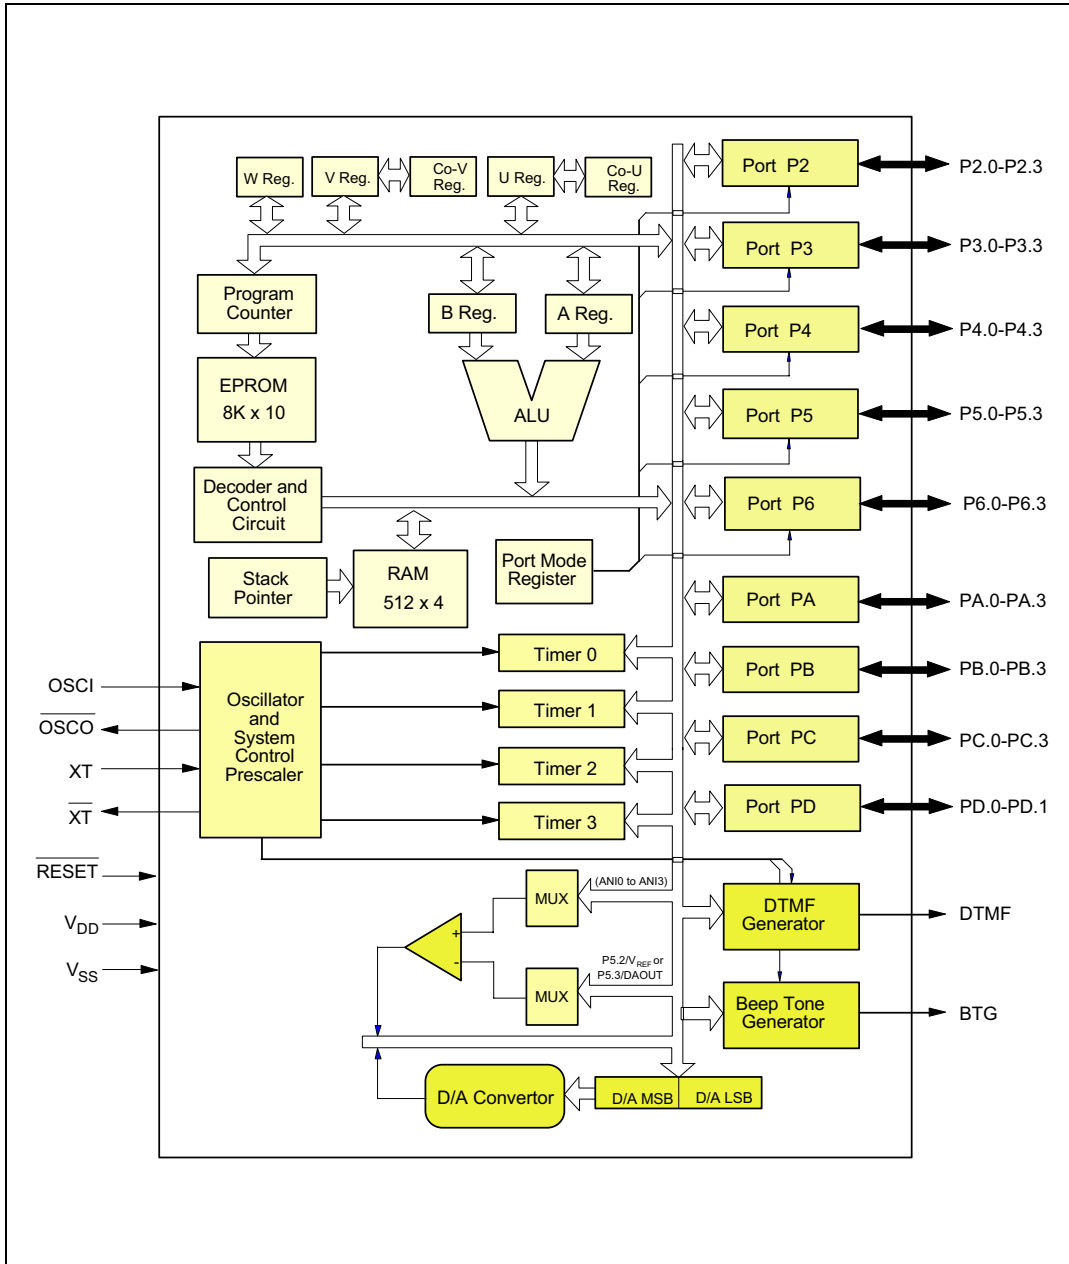 W Reg.
V Reg.
Co-V
Reg.
U Reg.
Co-U
Reg.
Port P2
P2.0-P2.3
Port P3
P3.0-P3.3
Program
Counter
B Reg.
A Reg.
Port P4
P4.0-P4.3
EPROM
8K x 10
ALU
Port P5
P5.0-P5.3
Decoder and
Control
Circuit
Port P6
P6.0-P6.3
Stack
Pointer
RAM
512 x 4
Port Mode
Register
Port PA
PA.0-PA.3
OSCI
OSCO
XT
XT
Oscillator
and
System
Control
Prescaler
Timer 0
Timer 1
Timer 2
Timer 3
Port PB
PB.0-PB.3
Port PC
PC.0-PC.3
Port PD
PD.0-PD.1
RESET
VDD
VSS
MUX
(ANI0 to ANI3)
+
-
MUX
P5.2/VREF or
P5.3/DAOUT
DTMF
Generator
DTMF
Beep Tone
Generator
BTG
D/A Convertor
D/A MSB
D/A LSB